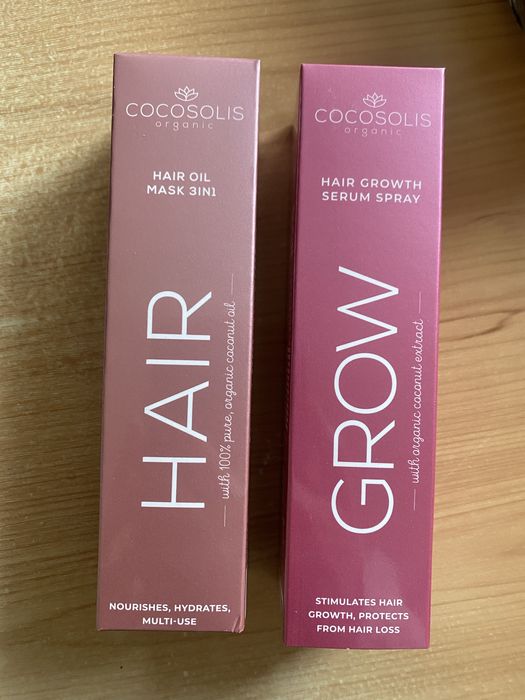 COCOSOLIS
organic
HAIR OIL
MASK 3IN1
HAIR
with 100% pure, organic coconut oil
NOURISHES, HYDRATES,
MULTI-USE
COCOSOLIS
organic
HAIR GROWTH
SERUM SPRAY
GROW
with organic coconut extract
STIMULATES HAIR
GROWTH, PROTECTS
FROM HAIR LOSS